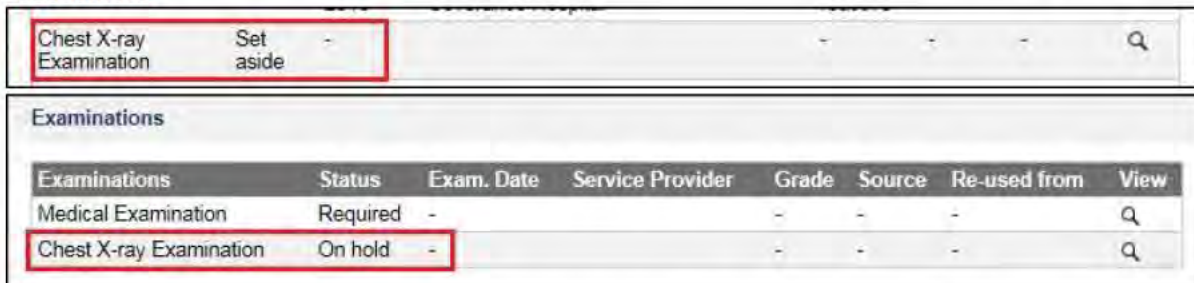 Chest X-ray Set - - - -
Examination aside
Examinations
Examinations Status Exam. Date Service Provider Grade Source Re-used from View
Medical Examination Required - - - -
Chest X-ray Examination On hold - - - -